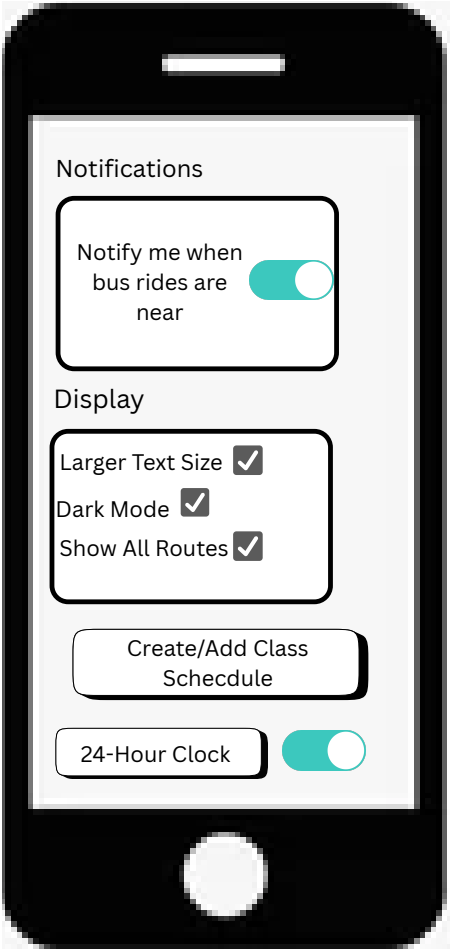 Notifications
Notify me when
bus rides are
near
Display
Larger Text Size
Dark Mode
Show All Routes
Create/Add Class
Schecdule
24-Hour Clock